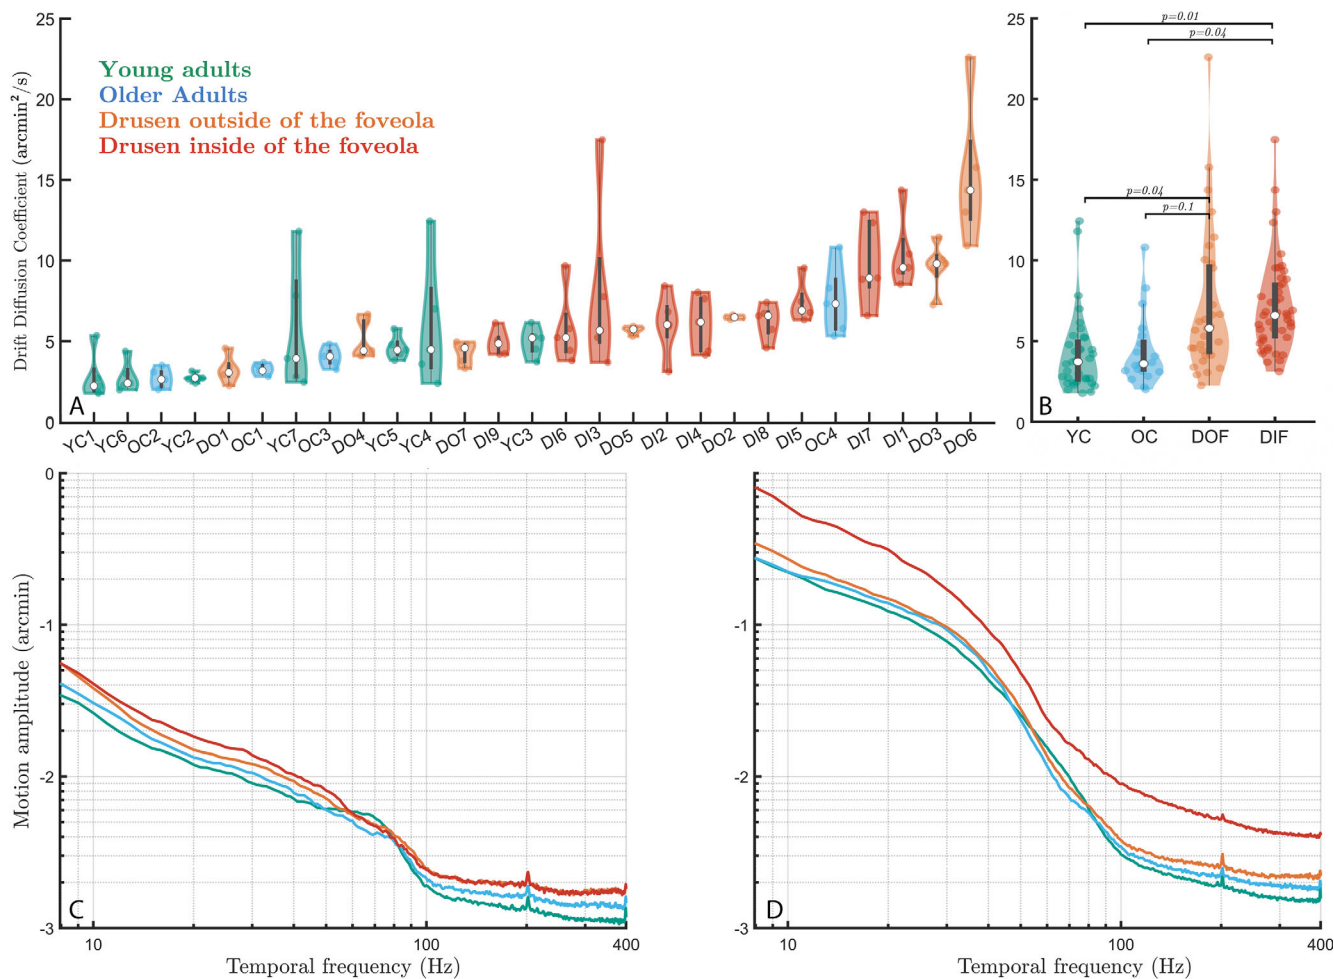 25
20
15
10
5
0
Drift Diffusion Coefficient (arcmin²/s)
Young adults
Older Adults
Drusen outside of the foveola
Drusen inside of the foveola
A
YC1 YC6 OC2 YC2 DO1 OC1 YC7 OC3 DO4 YC5 YC4 DO7 DI9 YC3 DI6 DI3 DO5 DI2 DI4 DO2 DI8 DI5 OC4 DI7 DI1 DO3 DO6
25
20
15
10
5
0
p=0.01
p=0.04
p=0.04
p=0.1
B
YC OC DOF DIF
0
-1
-2
-3
Motion amplitude (arcmin)
C
10 100 400
Temporal frequency (Hz)
-1
-2
-3
D
10 100 400
Temporal frequency (Hz)